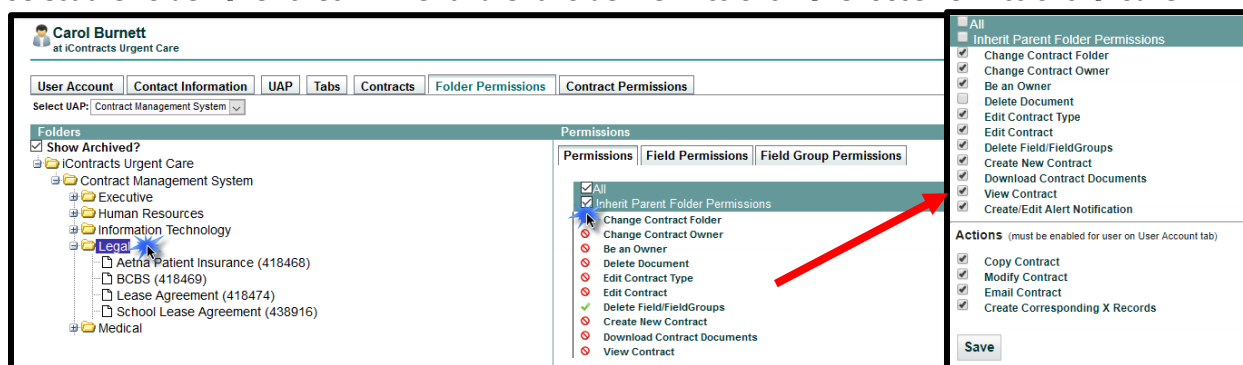 Carol Burnett
at iContracts Urgent Care
User Account Contact Information UAP Tabs Contracts Folder Permissions Contract Permissions
Select UAP: Contract Management System
Folders
Show Archived?
iContracts Urgent Care
Contract Management System
Executive
Human Resources
Information Technology
Legal
Aetna Patient Insurance (418468)
BCBS (418469)
Lease Agreement (418474)
School Lease Agreement (438916)
Medical
Permissions
Permissions Field Permissions Field Group Permissions
All
Inherit Parent Folder Permissions
Change Contract Folder
Change Contract Owner
Be an Owner
Delete Document
Edit Contract Type
Edit Contract
Delete Field/FieldGroups
Create New Contract
Download Contract Documents
View Contract
All
Inherit Parent Folder Permissions
Change Contract Folder
Change Contract Owner
Be an Owner
Delete Document
Edit Contract Type
Edit Contract
Delete Field/FieldGroups
Create New Contract
Download Contract Documents
View Contract
Create/Edit Alert Notification
Actions (must be enabled for user on User Account tab)
Copy Contract
Modify Contract
Email Contract
Create Corresponding X Records
Save